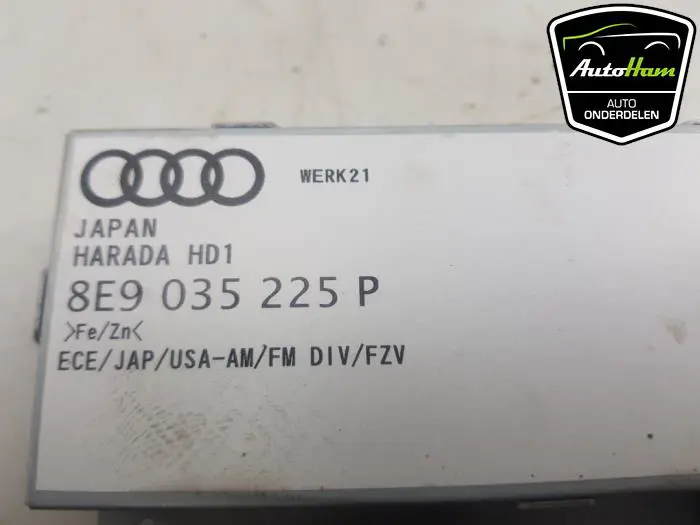 AutoHam
AUTO
ONDERDELEN
WERK21
JAPAN
HARADA HD1
8E9 035 225 P
>Fe/Zn<
ECE/JAP/USA-AM/FM DIV/FZV